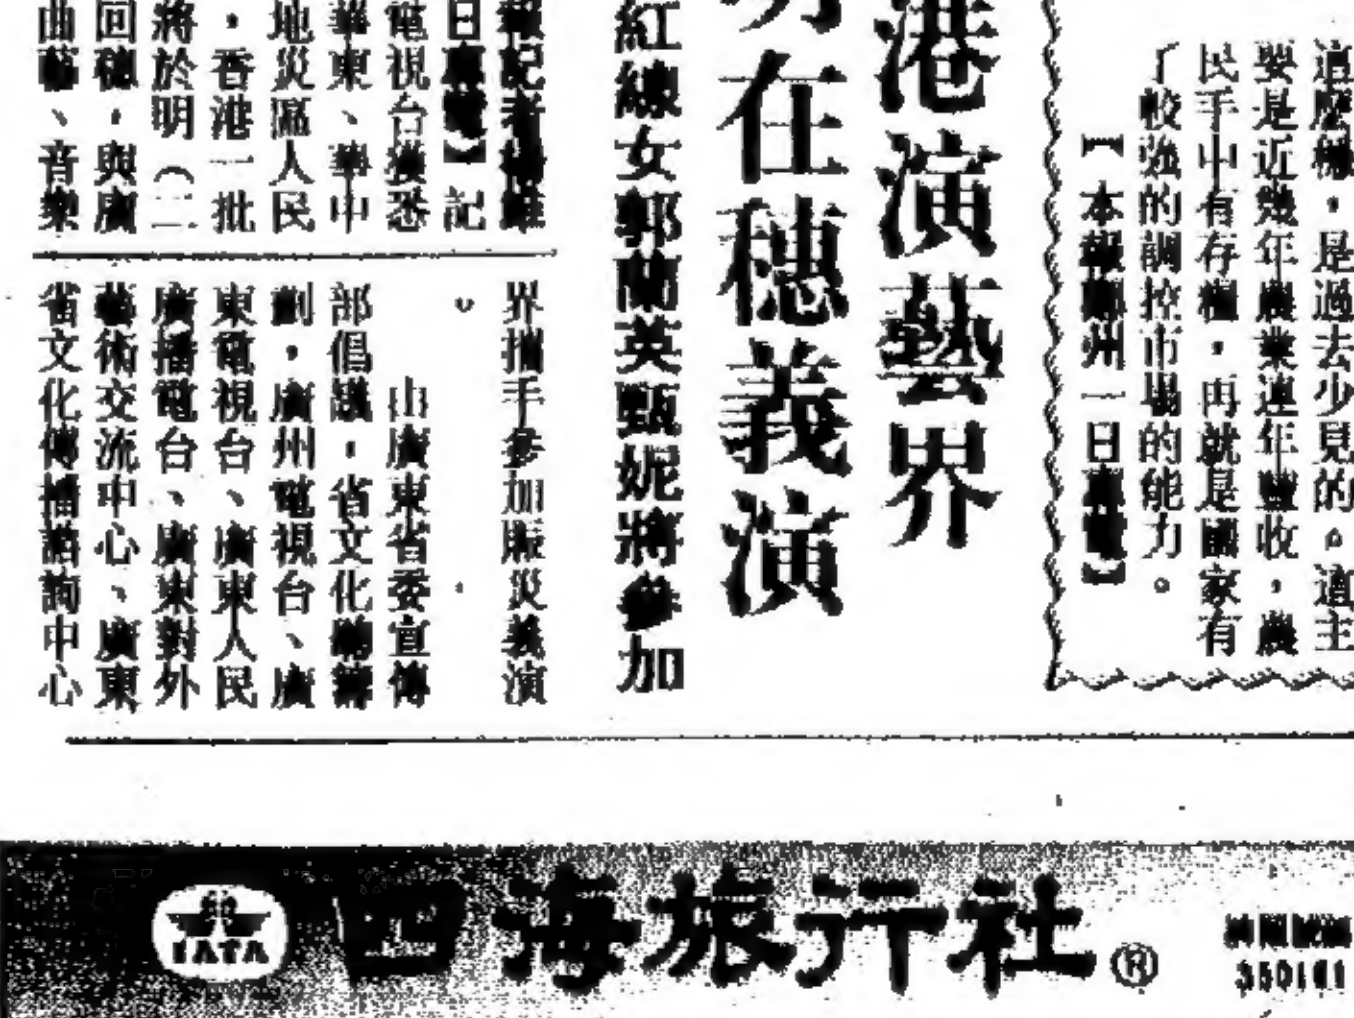 這麼樣，是過去少見的。這主
要是近幾年農業連年豐收，農
民手中有存糧，再就是國家有
了較強的調控市場的能力。
【本報鄭州一日專電】
港演藝界
明在穗義演
紅線女郭蘭英甄妮將參加
報記者
日專電】記
電視台獲悉
華東、華中
地災區人民
，香港一批
將於明（二
回穗，與廣
曲藝、音樂
界攜手參加賑災義演
。
由廣東省委宣傳
部倡議，省文化廳籌
劃，廣州電視台、廣
東電視台、廣東人民
廣播電台、廣東對外
藝術交流中心、廣東
省文化傳播諮詢中心
IATA
四海旅行社®
牌照號碼
350161